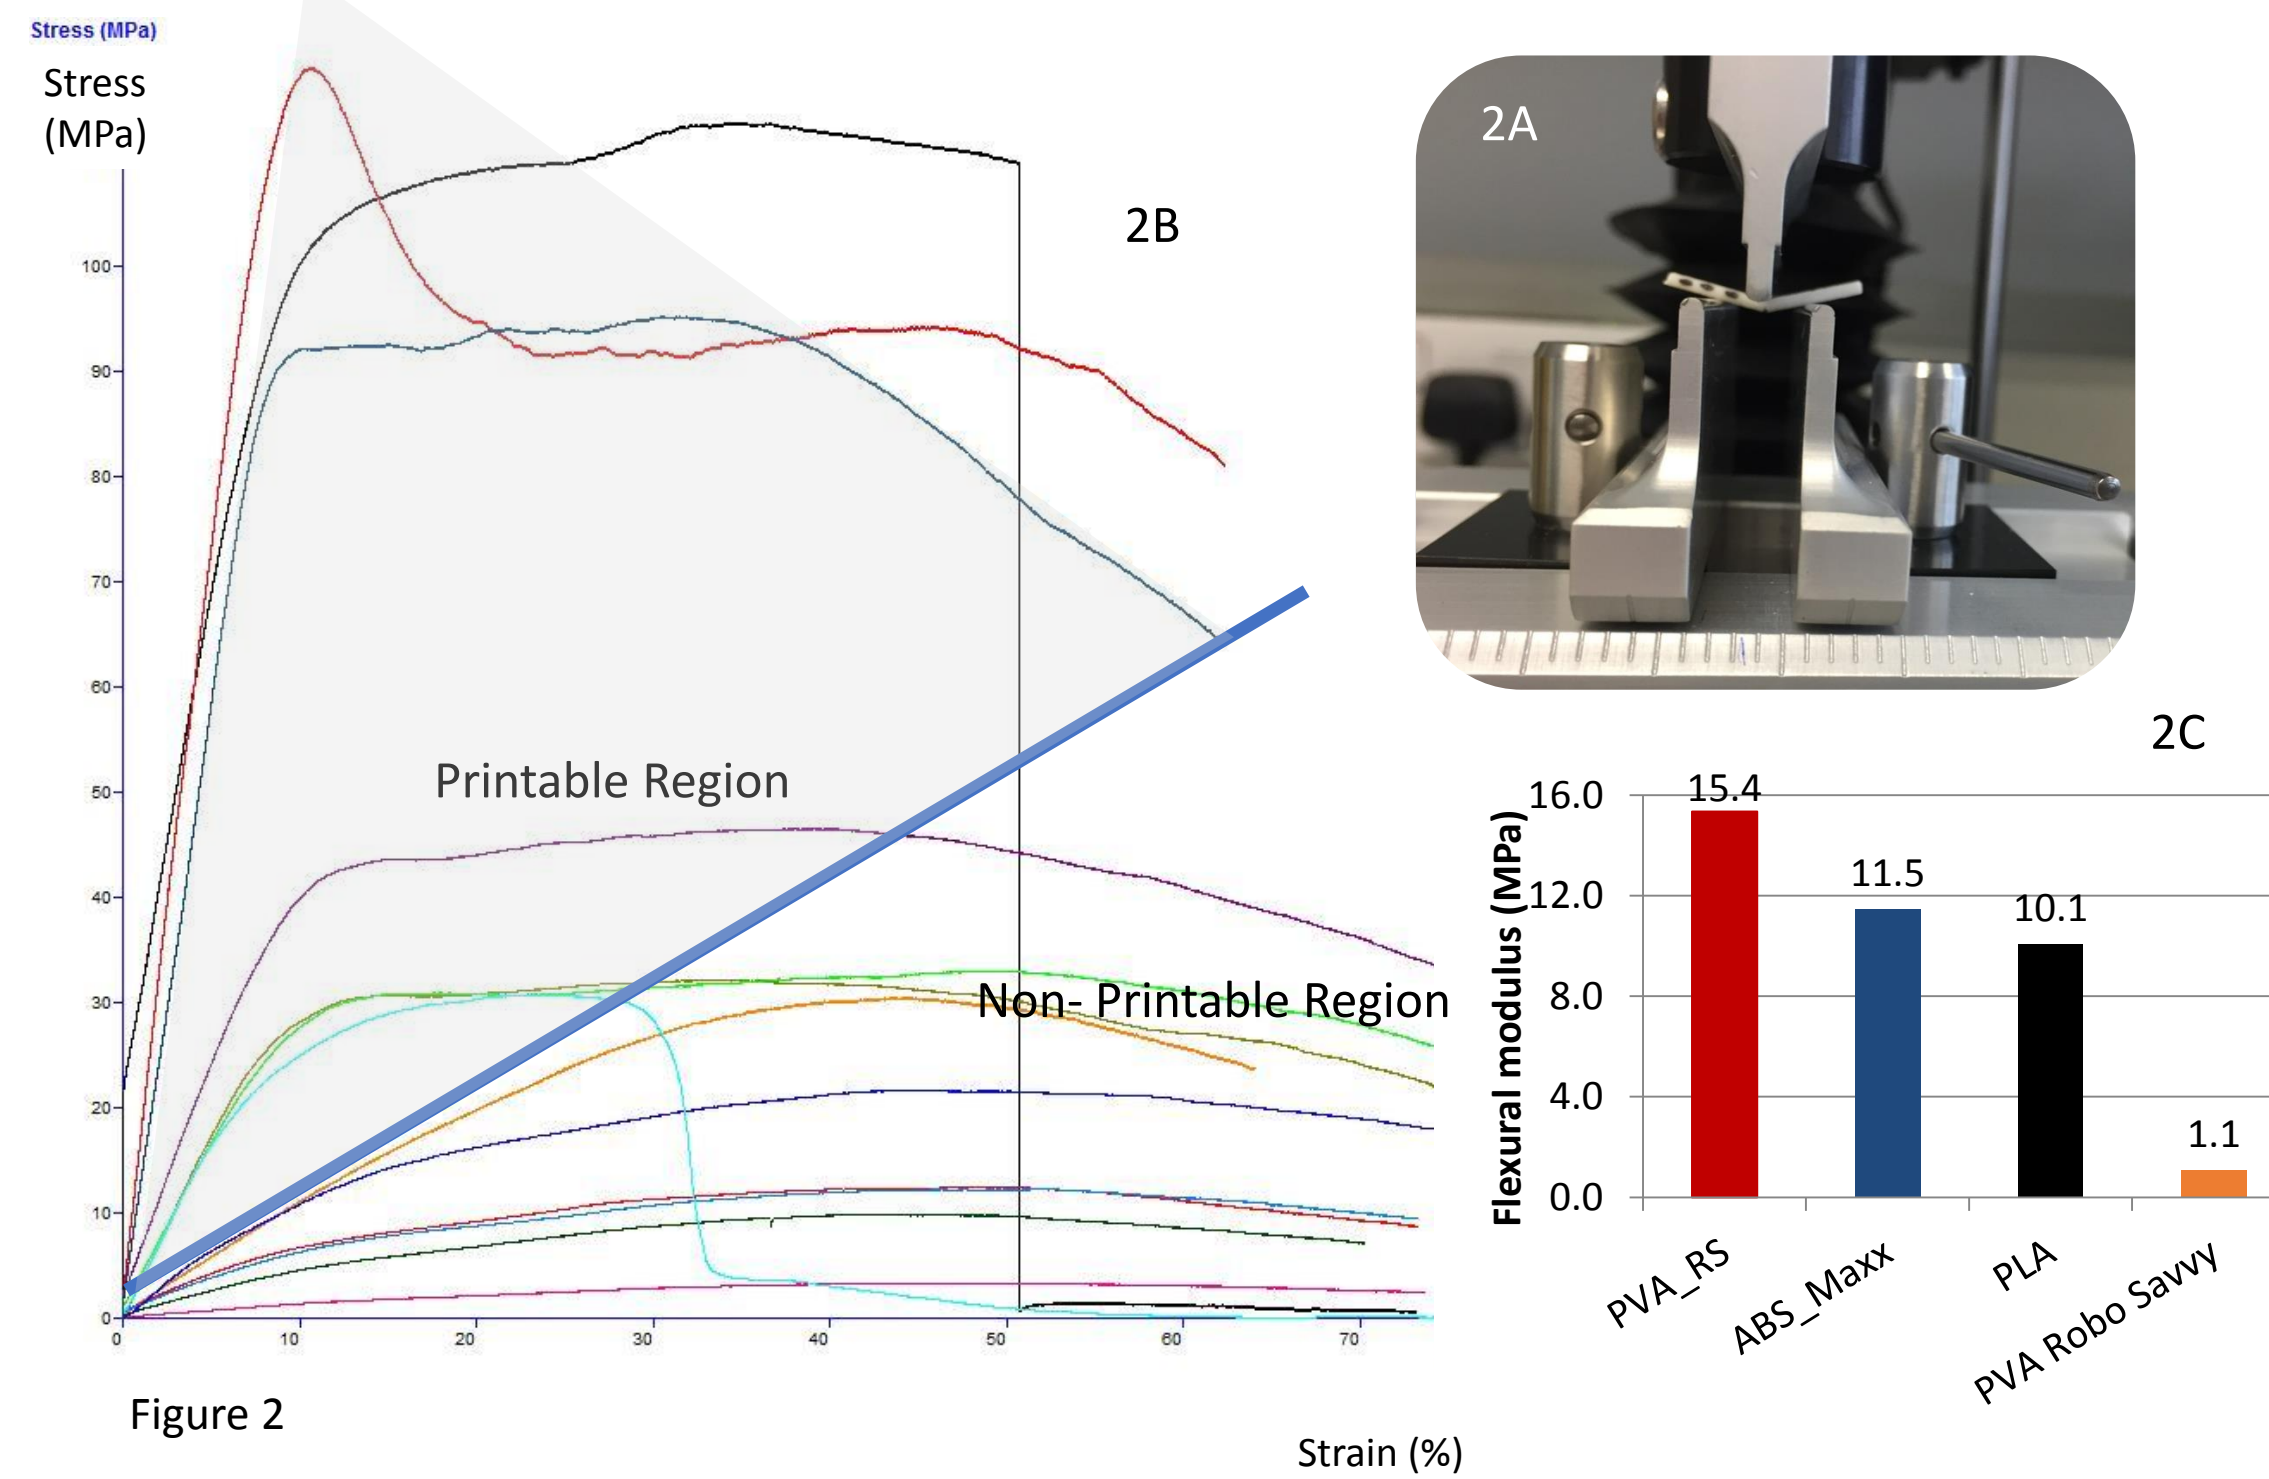 Stress (MPa)
Stress
(MPa)
2A
2B
100
90
80
70
60
50
40
30
20
10
0
Printable Region
Non- Printable Region
0 10 20 30 40 50 60 70
Strain (%)
Figure 2
2C
Flexural modulus (MPa)
16.0
12.0
8.0
4.0
0.0
15.4
11.5
10.1
1.1
PVA_RS
ABS_Maxx
PLA
PVA Robo Savvy